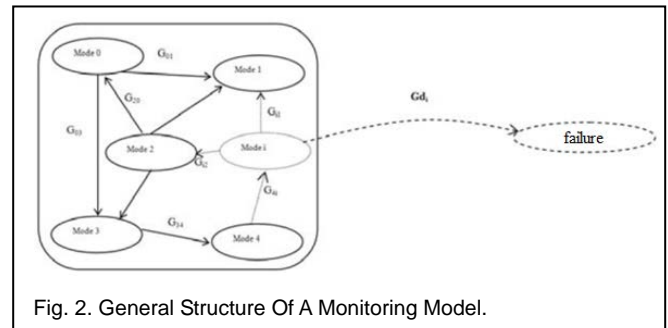 Mode 0
G01
Mode 1
Gd i
G20
Gi1
G03
failure
Mode 2
Mode i
Gi2
G4i
Mode 3
G34
Mode 4
Fig. 2. General Structure Of A Monitoring Model.